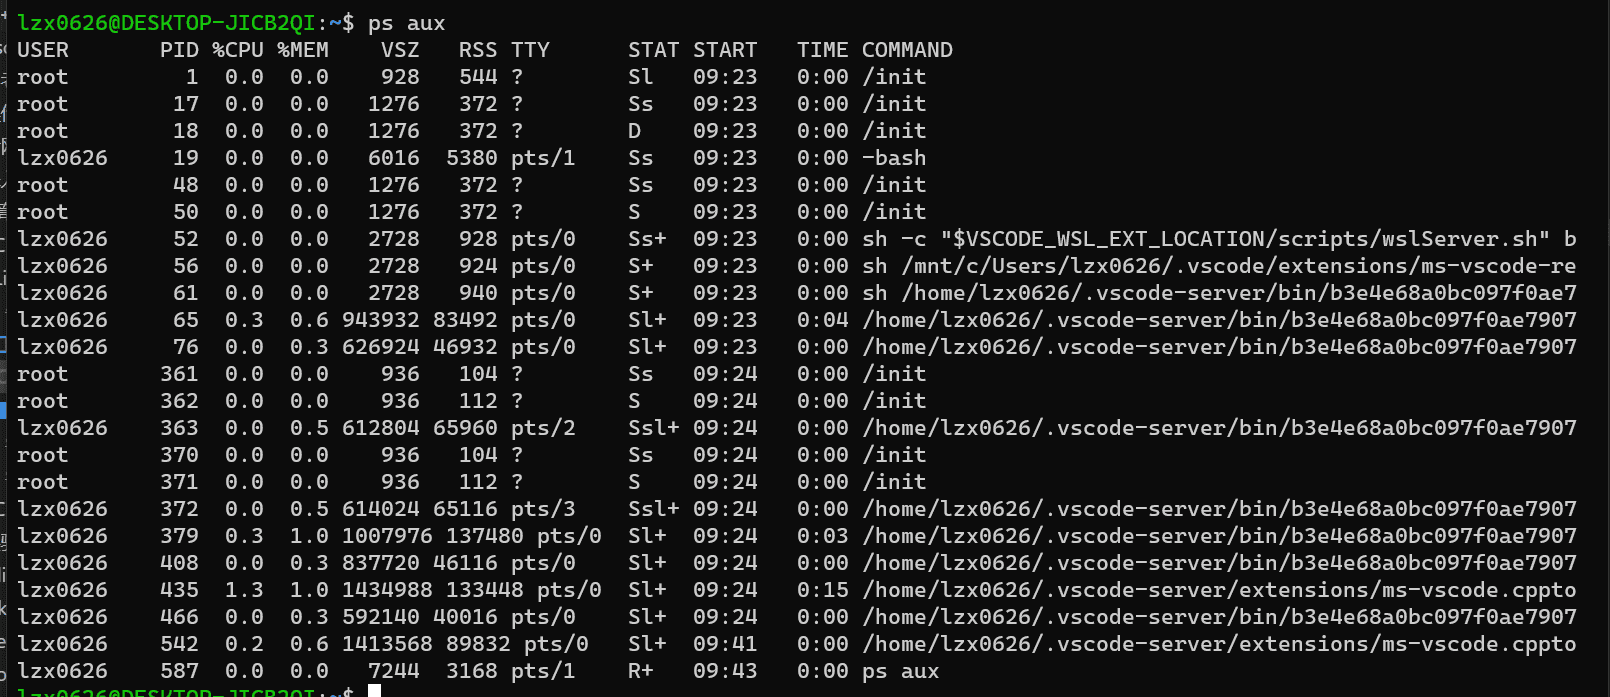 lzx0626@DESKTOP-JICB2QI:~$ ps aux
USER       PID %CPU %MEM    VSZ   RSS TTY      STAT START   TIME COMMAND
root         1  0.0  0.0    928   544 ?        Sl   09:23   0:00 /init
root        17  0.0  0.0   1276   372 ?        Ss   09:23   0:00 /init
root        18  0.0  0.0   1276   372 ?        D    09:23   0:00 /init
lzx0626     19  0.0  0.0   6016  5380 pts/1    Ss   09:23   0:00 -bash
root        48  0.0  0.0   1276   372 ?        Ss   09:23   0:00 /init
root        50  0.0  0.0   1276   372 ?        S    09:23   0:00 /init
lzx0626     52  0.0  0.0   2728   928 pts/0    Ss+  09:23   0:00 sh -c "$VSCODE_WSL_EXT_LOCATION/scripts/wslServer.sh" b
lzx0626     56  0.0  0.0   2728   924 pts/0    S+   09:23   0:00 sh /mnt/c/Users/lzx0626/.vscode/extensions/ms-vscode-re
lzx0626     61  0.0  0.0   2728   940 pts/0    S+   09:23   0:00 sh /home/lzx0626/.vscode-server/bin/b3e4e68a0bc097f0ae7
lzx0626     65  0.3  0.6 943932 83492 pts/0    Sl+  09:23   0:04 /home/lzx0626/.vscode-server/bin/b3e4e68a0bc097f0ae7907
lzx0626     76  0.0  0.3 626924 46932 pts/0    Sl+  09:23   0:00 /home/lzx0626/.vscode-server/bin/b3e4e68a0bc097f0ae7907
root       361  0.0  0.0    936   104 ?        Ss   09:24   0:00 /init
root       362  0.0  0.0    936   112 ?        S    09:24   0:00 /init
lzx0626    363  0.0  0.5 612804 65960 pts/2    Ssl+ 09:24   0:00 /home/lzx0626/.vscode-server/bin/b3e4e68a0bc097f0ae7907
root       370  0.0  0.0    936   104 ?        Ss   09:24   0:00 /init
root       371  0.0  0.0    936   112 ?        S    09:24   0:00 /init
lzx0626    372  0.0  0.5 614024 65116 pts/3    Ssl+ 09:24   0:00 /home/lzx0626/.vscode-server/bin/b3e4e68a0bc097f0ae7907
lzx0626    379  0.3  1.0 1007976 137480 pts/0  Sl+  09:24   0:03 /home/lzx0626/.vscode-server/bin/b3e4e68a0bc097f0ae7907
lzx0626    408  0.0  0.3 837720 46116 pts/0    Sl+  09:24   0:00 /home/lzx0626/.vscode-server/bin/b3e4e68a0bc097f0ae7907
lzx0626    435  1.3  1.0 1434988 133448 pts/0  Sl+  09:24   0:15 /home/lzx0626/.vscode-server/extensions/ms-vscode.cppto
lzx0626    466  0.0  0.3 592140 40016 pts/0    Sl+  09:24   0:00 /home/lzx0626/.vscode-server/bin/b3e4e68a0bc097f0ae7907
lzx0626    542  0.2  0.6 1413568 89832 pts/0   Sl+  09:41   0:00 /home/lzx0626/.vscode-server/extensions/ms-vscode.cppto
lzx0626    587  0.0  0.0   7244  3168 pts/1    R+   09:43   0:00 ps aux
lzx0626@DESKTOP-JICB2QI:~$